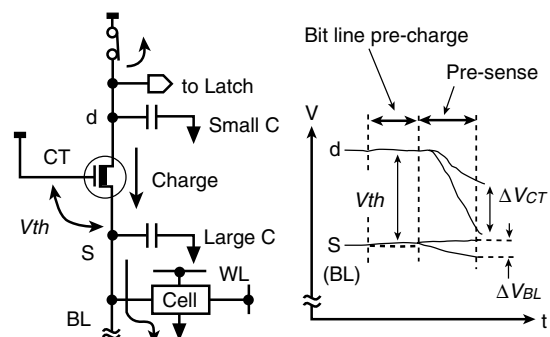 to Latch
d
Small C
CT
Charge
Vth
S
Large C
WL
Cell
BL
Bit line pre-charge
Pre-sense
V
d
Vth
ΔVCT
S
(BL)
ΔVBL
t